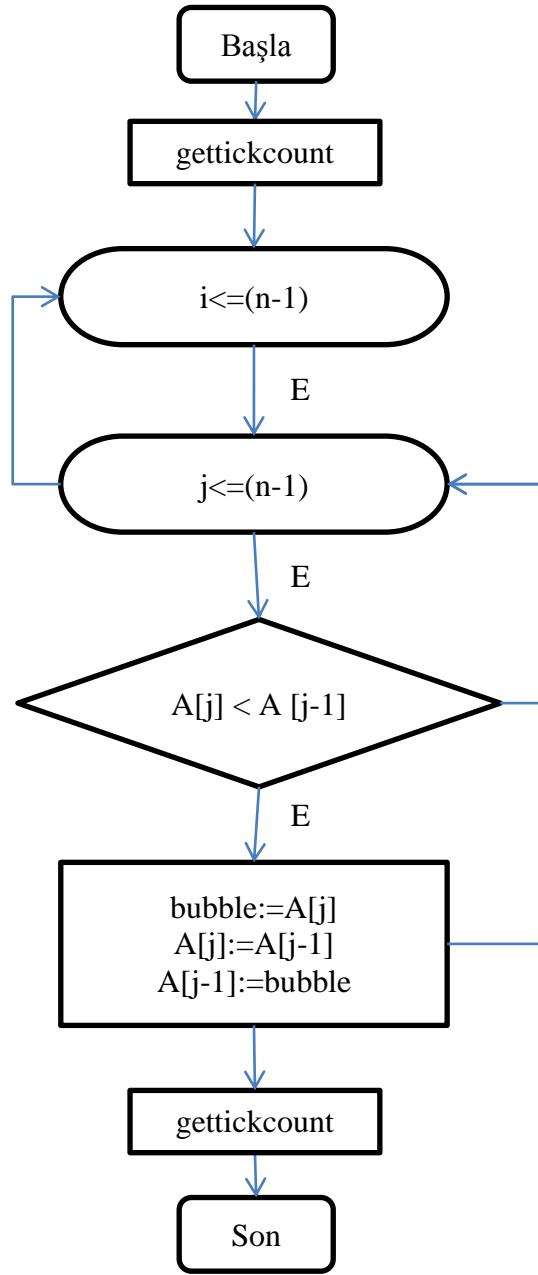 Başla
gettickcount
i<=(n-1)
E
j<=(n-1)
E
A[j] < A [j-1]
E
bubble:=A[j]
A[j]:=A[j-1]
A[j-1]:=bubble
gettickcount
Son